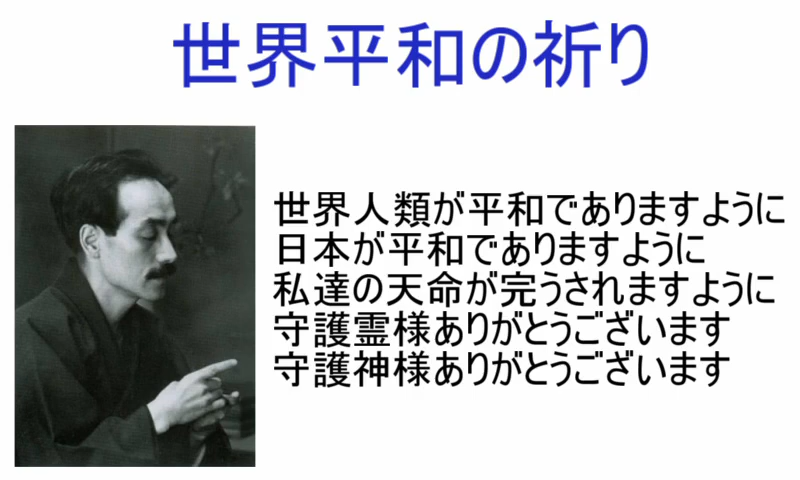 世界平和の祈り
世界人類が平和でありますように
日本が平和でありますように
私達の天命が完うされますように
守護霊様ありがとうございます
守護神様ありがとうございます